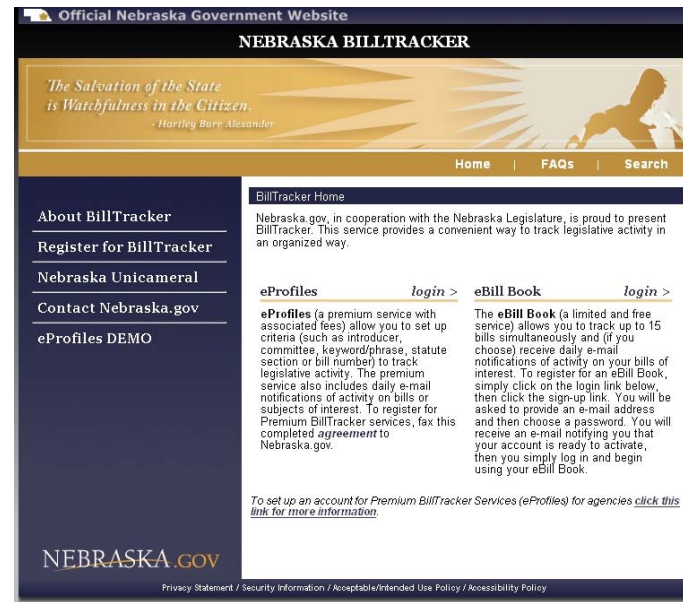 Official Nebraska Government Website
NEBRASKA BILLTRACKER
The Salvation of the State
is Watchfulness in the Citizen.
- Hartley Burr Alexander
Home | FAQs | Search
About BillTracker
Register for BillTracker
Nebraska Unicameral
Contact Nebraska.gov
eProfiles DEMO
BillTracker Home
Nebraska.gov, in cooperation with the Nebraska Legislature, is proud to present
BillTracker. This service provides a convenient way to track legislative activity in
an organized way.
eProfiles login >
eProfiles (a premium service with
associated fees) allow you to set up
criteria (such as introducer,
committee, keyword/phrase, statute
section or bill number) to track
legislative activity. The premium
service also includes daily e-mail
notifications of activity on bills or
subjects of interest. To register for
Premium BillTracker services, fax this
completed agreement to
Nebraska.gov.
eBill Book login >
The eBill Book (a limited and free
service) allows you to track up to 15
bills simultaneously and (if you
choose) receive daily e-mail
notifications of activity on your bills of
interest. To register for an eBill Book,
simply click on the login link below,
then click the sign-up link. You will be
asked to provide an e-mail address
and then choose a password. You will
receive an e-mail notifying you that
your account is ready to activate,
then you simply log in and begin
using your eBill Book.
To set up an account for Premium BillTracker Services (eProfiles) for agencies click this
link for more information.
NEBRASKA.GOV
Privacy Statement / Security Information / Acceptable/Intended Use Policy / Accessibility Policy